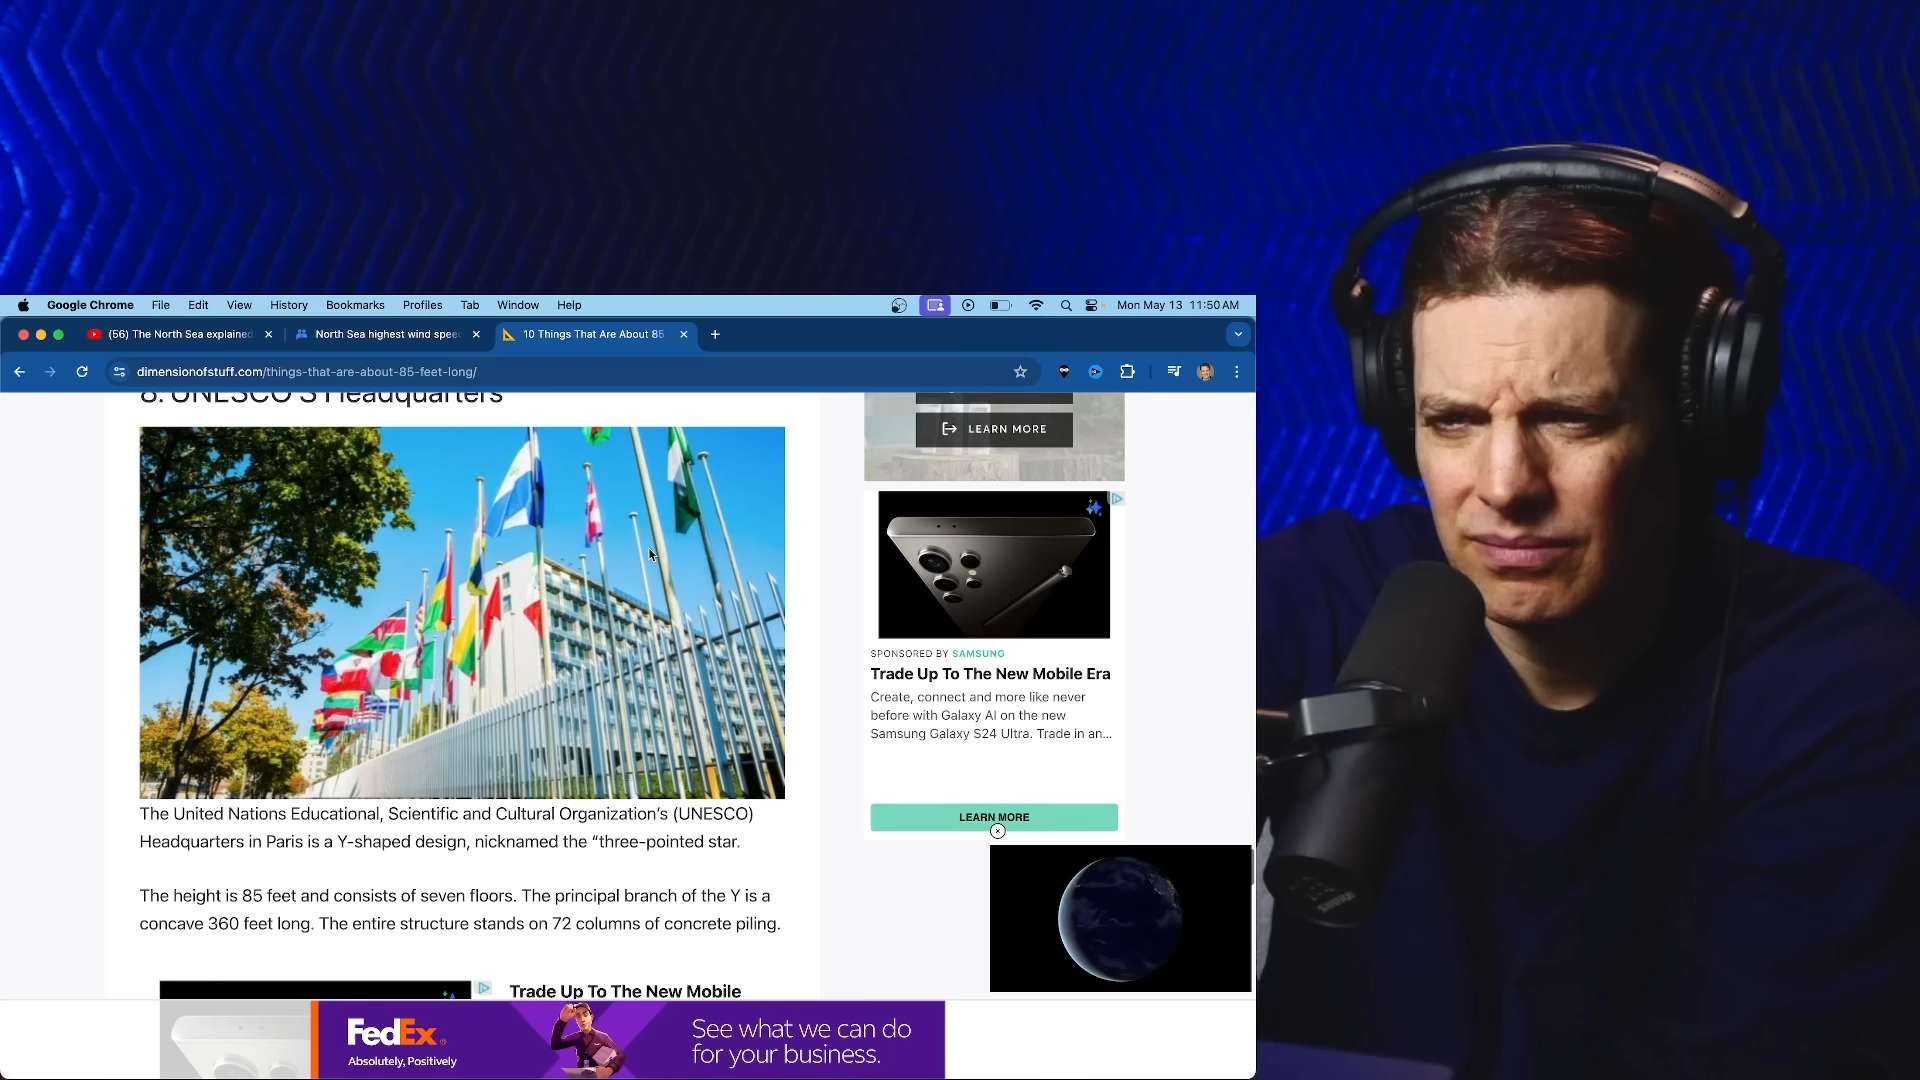 Google Chrome File Edit View History Bookmarks Profiles Tab Window Help Mon May 13 11:50 AM
(56) The North Sea explained North Sea highest wind spee 10 Things That Are About 85
dimensionofstuff.com/things-that-are-about-85-feet-long/
8. UNESCO'S Headquarters
LEARN MORE
SPONSORED BY SAMSUNG
Trade Up To The New Mobile Era
Create, connect and more like never
before with Galaxy AI on the new
Samsung Galaxy S24 Ultra. Trade in an...
LEARN MORE
The United Nations Educational, Scientific and Cultural Organization's (UNESCO)
Headquarters in Paris is a Y-shaped design, nicknamed the “three-pointed star.
The height is 85 feet and consists of seven floors. The principal branch of the Y is a
concave 360 feet long. The entire structure stands on 72 columns of concrete piling.
Trade Up To The New Mobile
FedEx
Absolutely, Positively
See what we can do
for your business.